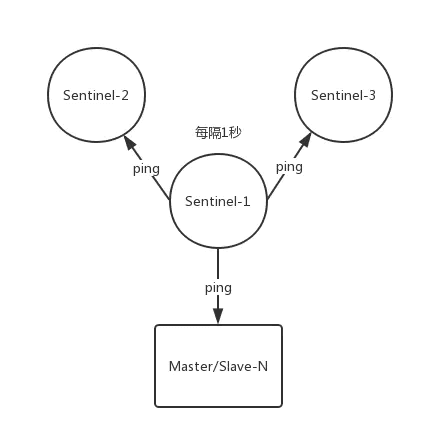 Sentinel-2
Sentinel-3
每隔1秒
ping
ping
Sentinel-1
ping
Master/Slave-N